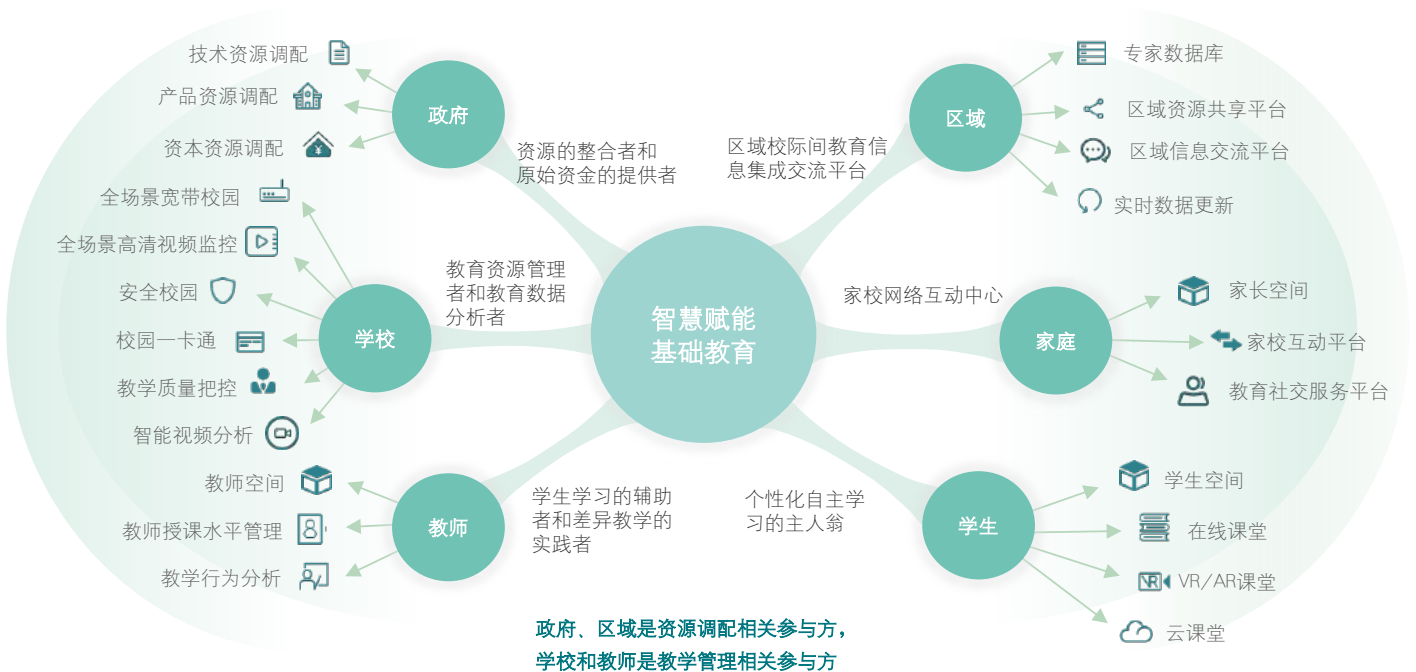 技术资源调配
产品资源调配
资本资源调配
政府
资源的整合者和
原始资金的提供者
全场景宽带校园
全场景高清视频监控
安全校园
校园一卡通
教学质量把控
智能视频分析
学校
教育资源管理
者和教育数据
分析者
教师空间
教师授课水平管理
教学行为分析
教师
学生学习的辅助
者和差异教学的
实践者
智慧赋能
基础教育
区域校际间教育信
息集成交流平台
区域
专家数据库
区域资源共享平台
区域信息交流平台
实时数据更新
家校网络互动中心
家庭
家长空间
家校互动平台
教育社交服务平台
个性化自主学
习的主人翁
学生
学生空间
在线课堂
VR
VR/AR课堂
云课堂
政府、区域是资源调配相关参与方，
学校和教师是教学管理相关参与方